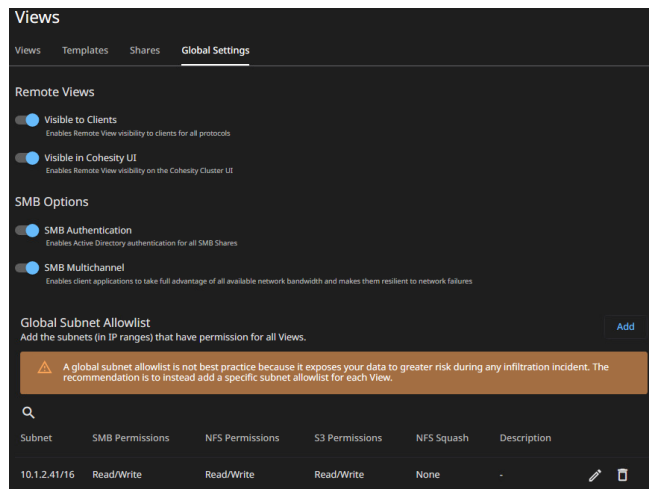 Views
Views Templates Shares Global Settings
Remote Views
Visible to Clients
Enables Remote View visibility to clients for all protocols
Visible in Cohesity UI
Enables Remote View visibility on the Cohesity Cluster UI
SMB Options
SMB Authentication
Enables Active Directory authentication for all SMB Shares
SMB Multichannel
Enables client applications to take full advantage of all available network bandwidth and makes them resilient to network failures
Global Subnet Allowlist
Add
Add the subnets (in IP ranges) that have permission for all Views.
A global subnet allowlist is not best practice because it exposes your data to greater risk during any infiltration incident. The
recommendation is to instead add a specific subnet allowlist for each View.
Subnet SMB Permissions NFS Permissions S3 Permissions NFS Squash Description
10.1.2.41/16 Read/Write Read/Write Read/Write None -